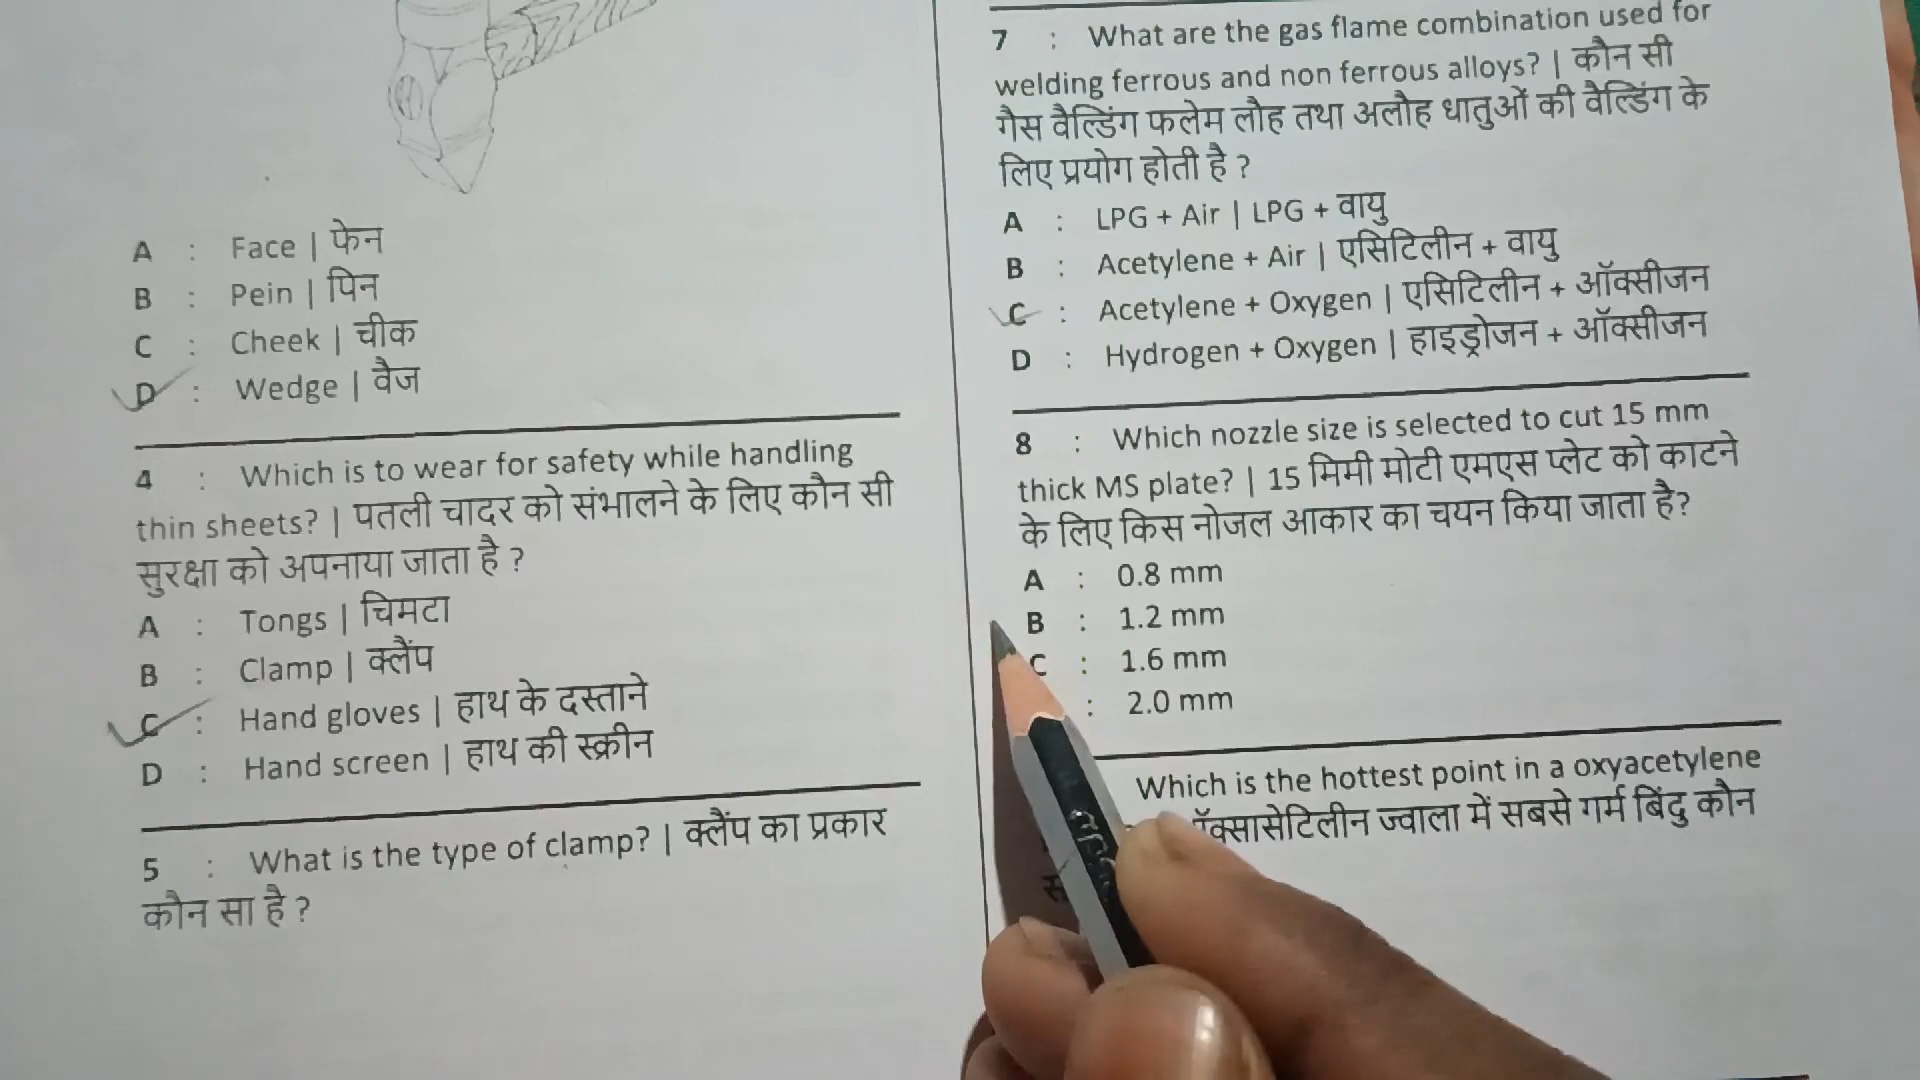 A : Face | फेन
B : Pein | पिन
C : Cheek | चीक
D : Wedge | वैज
4 : Which is to wear for safety while handling
thin sheets? | पतली चादर को संभालने के लिए कौन सी
सुरक्षा को अपनाया जाता है ?
A : Tongs | चिमटा
B : Clamp | क्लैंप
C : Hand gloves | हाथ के दस्ताने
D : Hand screen | हाथ की स्क्रीन
5 : What is the type of clamp? | क्लैंप का प्रकार
कौन सा है ?
7 : What are the gas flame combination used for
welding ferrous and non ferrous alloys? | कौन सी
गैस वैल्डिंग फलेम लौह तथा अलौह धातुओं की वैल्डिंग के
लिए प्रयोग होती है ?
A : LPG + Air | LPG + वायु
B : Acetylene + Air | एसिटिलीन + वायु
C : Acetylene + Oxygen | एसिटिलीन + ऑक्सीजन
D : Hydrogen + Oxygen | हाइड्रोजन + ऑक्सीजन
8 : Which nozzle size is selected to cut 15 mm
thick MS plate? | 15 मिमी मोटी एमएस प्लेट को काटने
के लिए किस नोजल आकार का चयन किया जाता है?
A : 0.8 mm
B : 1.2 mm
C : 1.6 mm
: 2.0 mm
Which is the hottest point in a oxyacetylene
ज्वाला में सबसे गर्म बिंदु कौन